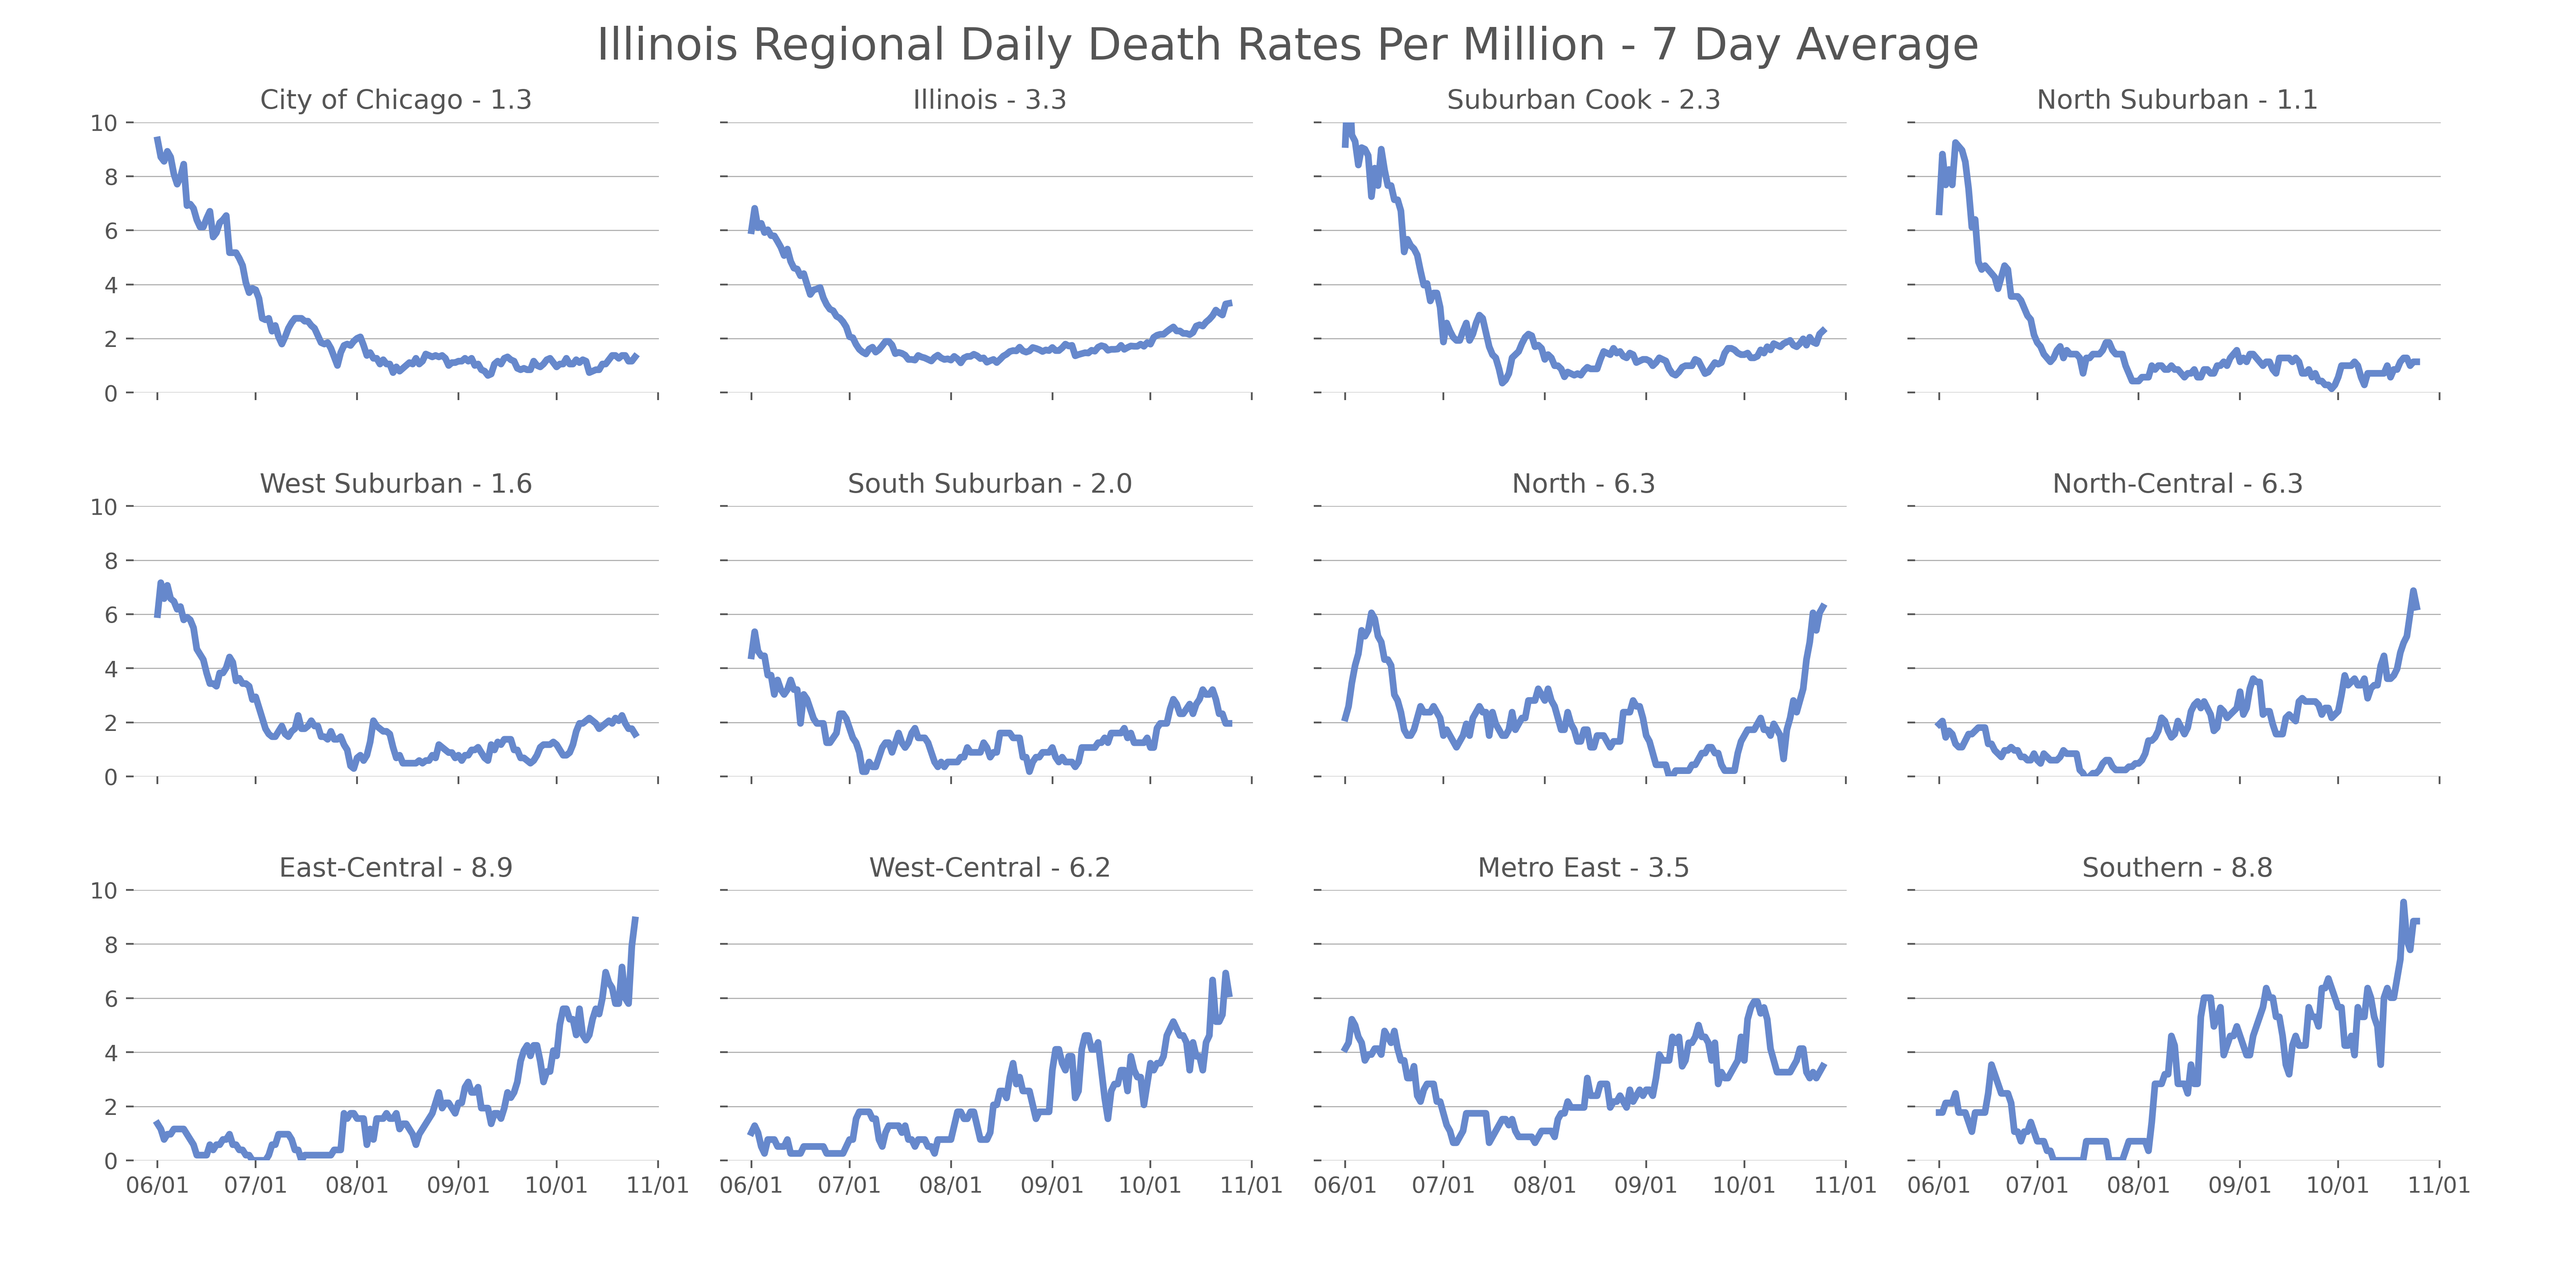 Illinois Regional Daily Death Rates Per Million - 7 Day Average
City of Chicago - 1.3
Illinois - 3.3
Suburban Cook - 2.3
North Suburban - 1.1
10
8
6
4
2
0
West Suburban - 1.6
South Suburban - 2.0
North - 6.3
North-Central - 6.3
10
8
6
4
2
0
East-Central - 8.9
West-Central - 6.2
Metro East - 3.5
Southern - 8.8
10
8
6
4
2
0
06/01 07/01 08/01 09/01 10/01 11/01
06/01 07/01 08/01 09/01 10/01 11/01
06/01 07/01 08/01 09/01 10/01 11/01
06/01 07/01 08/01 09/01 10/01 11/01